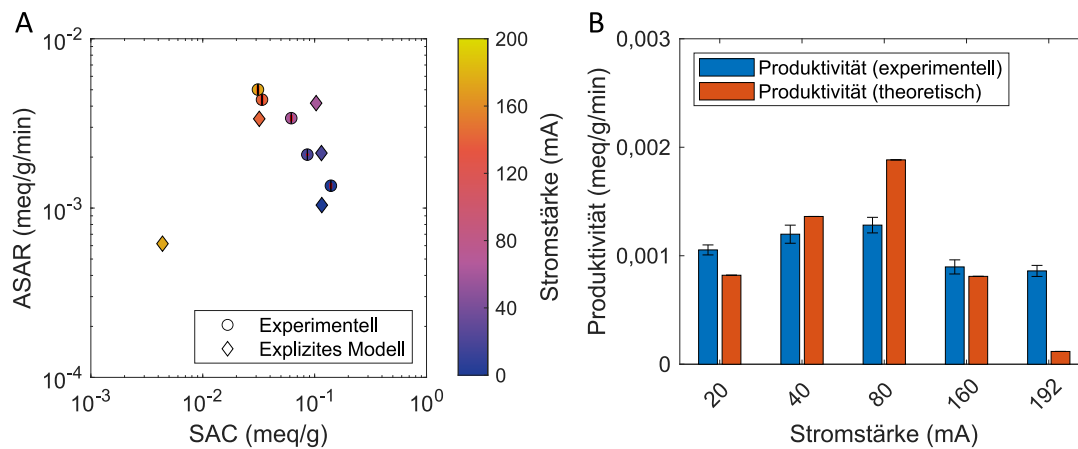 A
10⁻²
10⁻³
10⁻⁴
ASAR (meq/g/min)
10⁻³
10⁻²
10⁻¹
10⁰
SAC (meq/g)
Experimentell
Explizites Modell
200
160
120
80
40
0
Stromstärke (mA)
B
0,003
0,002
0,001
0
Produktivität (meq/g/min)
Produktivität (experimentell)
Produktivität (theoretisch)
20
40
80
160
192
Stromstärke (mA)